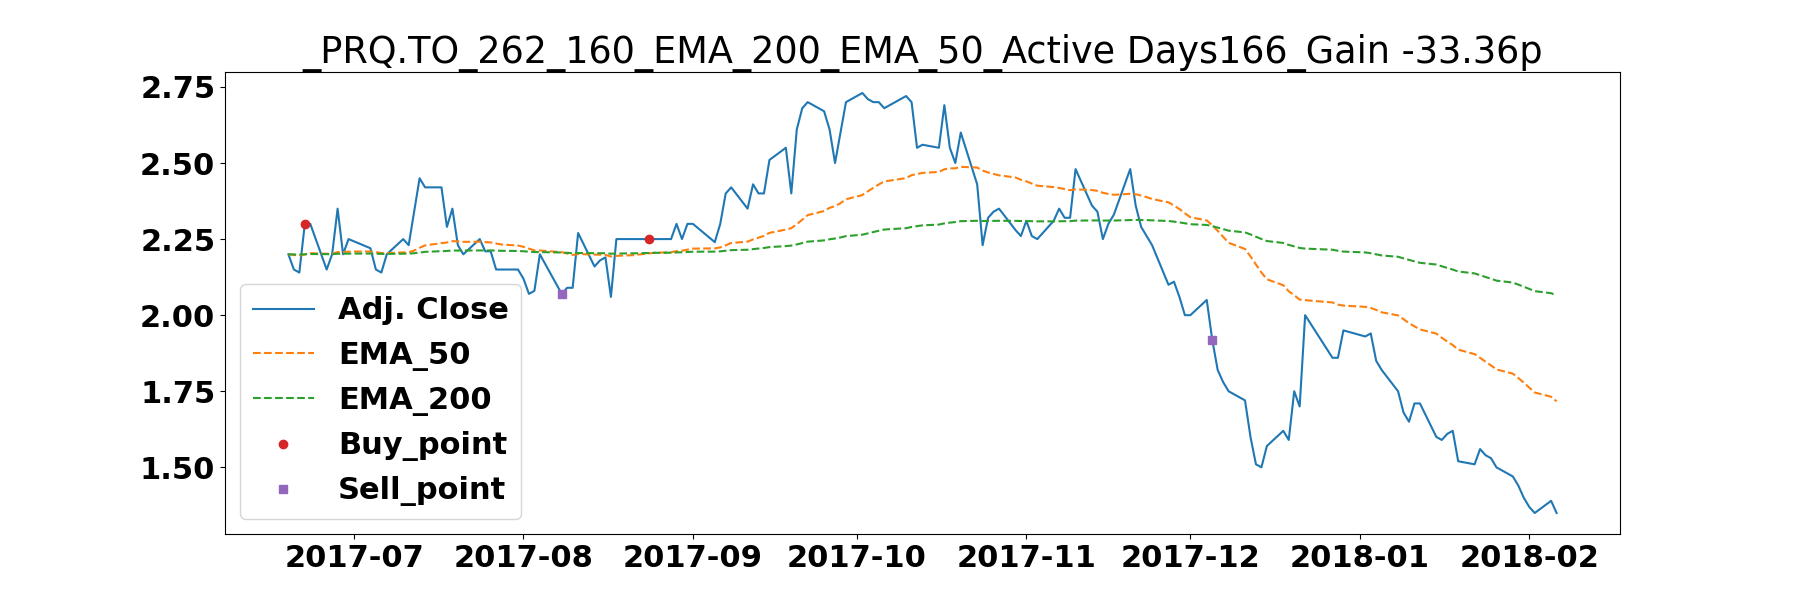 _PRQ.TO_262_160_EMA_200_EMA_50_Active Days166_Gain -33.36p
2.75
2.50
2.25
2.00
1.75
1.50
Adj. Close
EMA_50
EMA_200
Buy_point
Sell_point
2017-07 2017-08 2017-09 2017-10 2017-11 2017-12 2018-01 2018-02